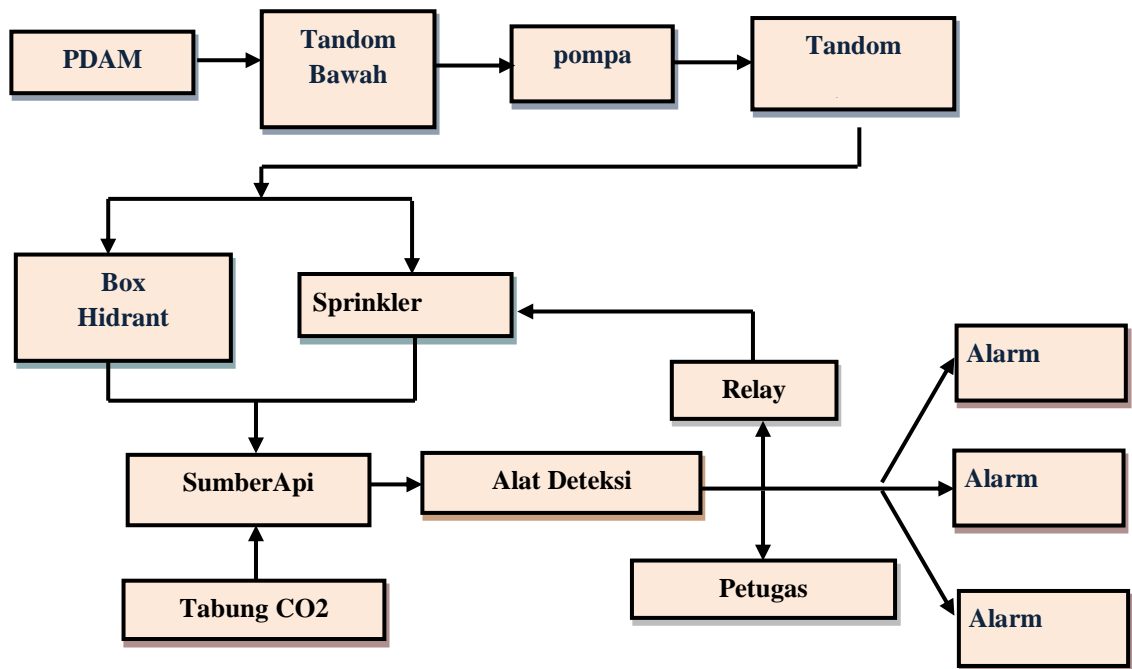 PDAM
Tandom
Bawah
pompa
Tandom
Box
Hidrant
Sprinkler
Relay
Alarm
SumberApi
Alat Deteksi
Alarm
Tabung CO2
Petugas
Alarm